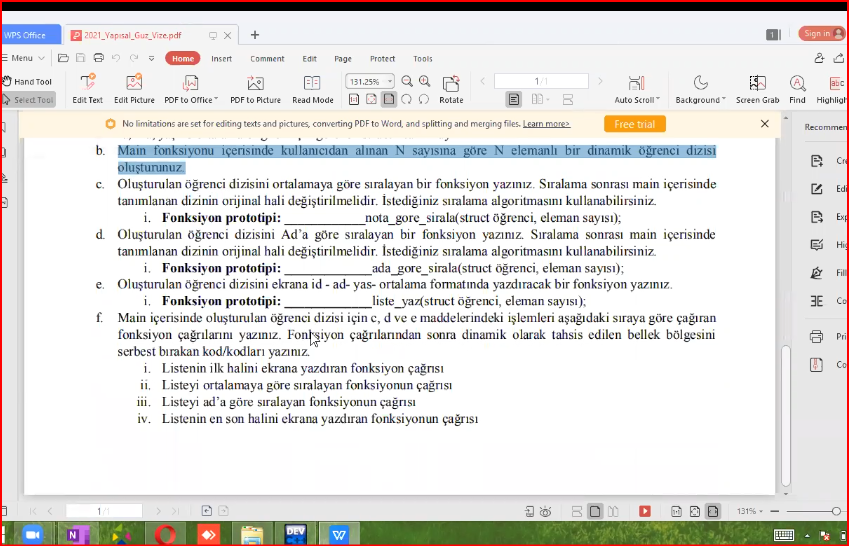 WPS Office
2021_Yapısal_Guz_Vize.pdf
+
1
Sign in
Menu
Home
Insert
Comment
Edit
Page
Protect
Tools
Hand Tool
Select Tool
Edit Text
Edit Picture
PDF to Office
PDF to Picture
Read Mode
131.25%
Rotate
1/1
Auto Scroll
Background
Screen Grab
Find
Highligh
No limitations are set for editing texts and pictures, converting PDF to Word, and splitting and merging files. Learn more>
Free trial
Recommen
b. Main fonksiyonu içerisinde kullanıcıdan alınan N sayısına göre N elemanlı bir dinamik öğrenci dizisi
oluşturunuz.
c. Oluşturulan öğrenci dizisini ortalamaya göre sıralayan bir fonksiyon yazınız. Sıralama sonrası main içerisinde
tanımlanan dizinin orijinal hali değiştirilmelidir. İstediğiniz sıralama algoritmasını kullanabilirsiniz.
i. Fonksiyon prototipi: ____________nota_gore_sirala(struct öğrenci, eleman sayısı);
d. Oluşturulan öğrenci dizisini Ad’a göre sıralayan bir fonksiyon yazınız. Sıralama sonrası main içerisinde
tanımlanan dizinin orijinal hali değiştirilmelidir. İstediğiniz sıralama algoritmasını kullanabilirsiniz.
i. Fonksiyon prototipi: _____________ada_gore_sirala(struct öğrenci, eleman sayısı);
e. Oluşturulan öğrenci dizisini ekrana id - ad- yas- ortalama formatında yazdıracak bir fonksiyon yazınız.
i. Fonksiyon prototipi: _____________liste_yaz(struct öğrenci, eleman sayısı);
f. Main içerisinde oluşturulan öğrenci dizisi için c, d ve e maddelerindeki işlemleri aşağıdaki sıraya göre çağıran
fonksiyon çağrılarını yazınız. Fonksiyon çağrılarından sonra dinamik olarak tahsis edilen bellek bölgesini
serbest bırakan kod/kodları yazınız.
i. Listenin ilk halini ekrana yazdıran fonksiyon çağrısı
ii. Listeyi ortalamaya göre sıralayan fonksiyonun çağrısı
iii. Listeyi ad’a göre sıralayan fonksiyonun çağrısı
iv. Listenin en son halini ekrana yazdıran fonksiyonun çağrısı
Cr
Edi
Exp
Hi
Fil
Co
Pri
Co
1/1
131%
DEV